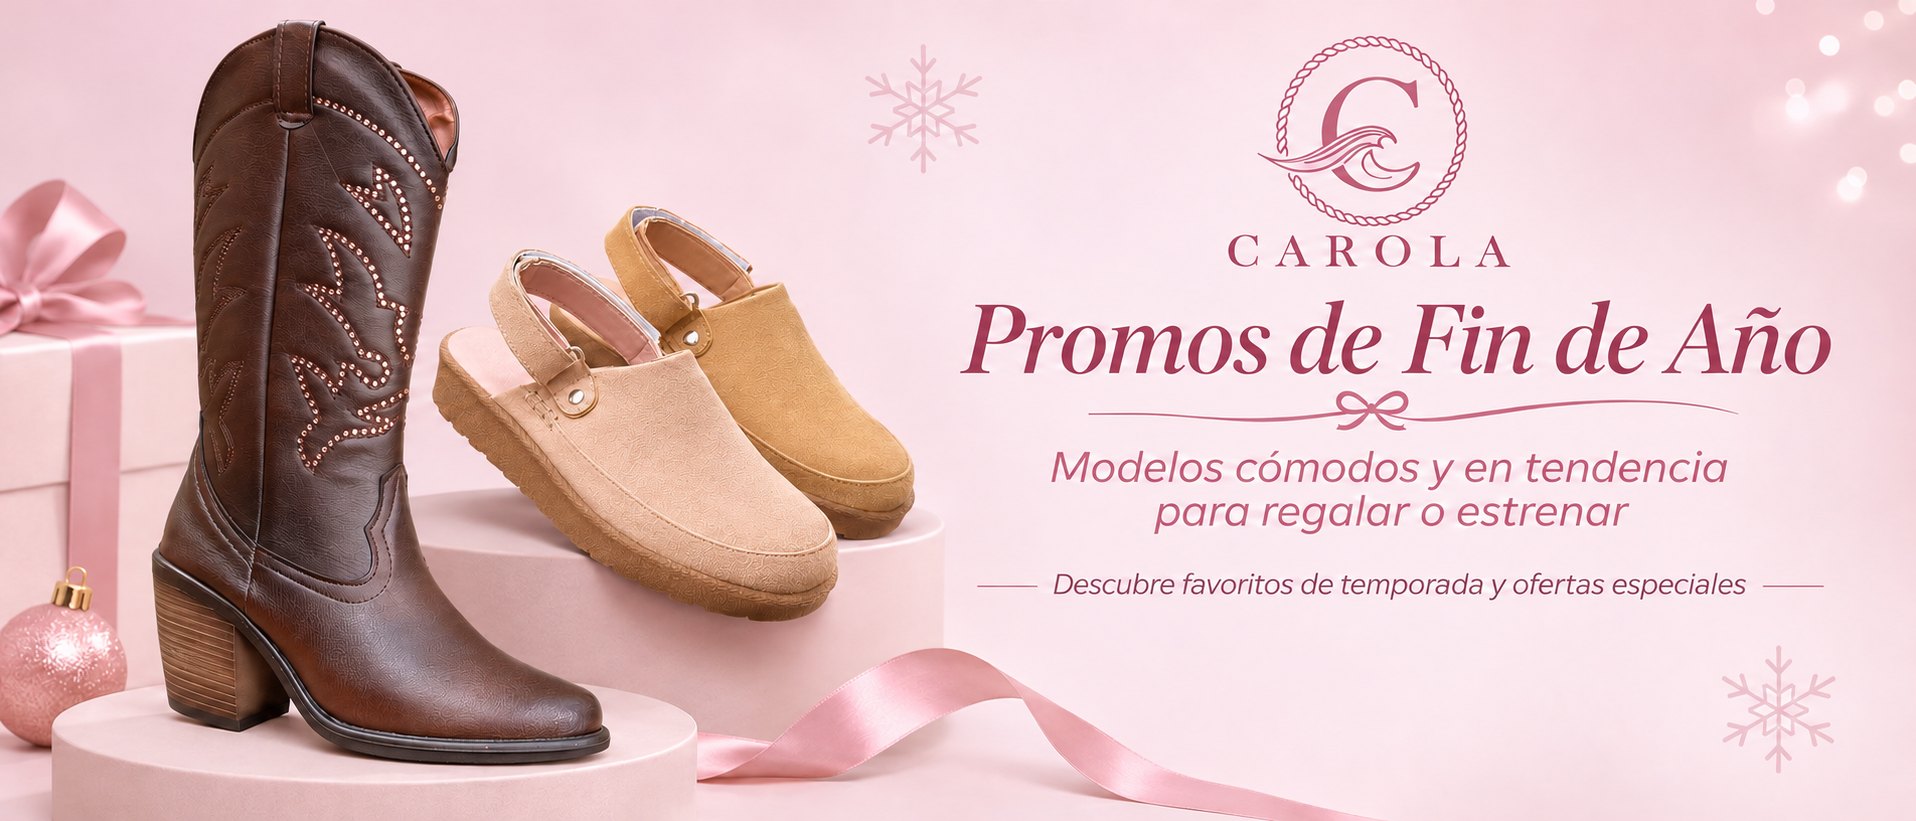 C
CAROLA
Promos de Fin de Año
Modelos cómodos y en tendencia
para regalar o estrenar
Descubre favoritos de temporada y ofertas especiales